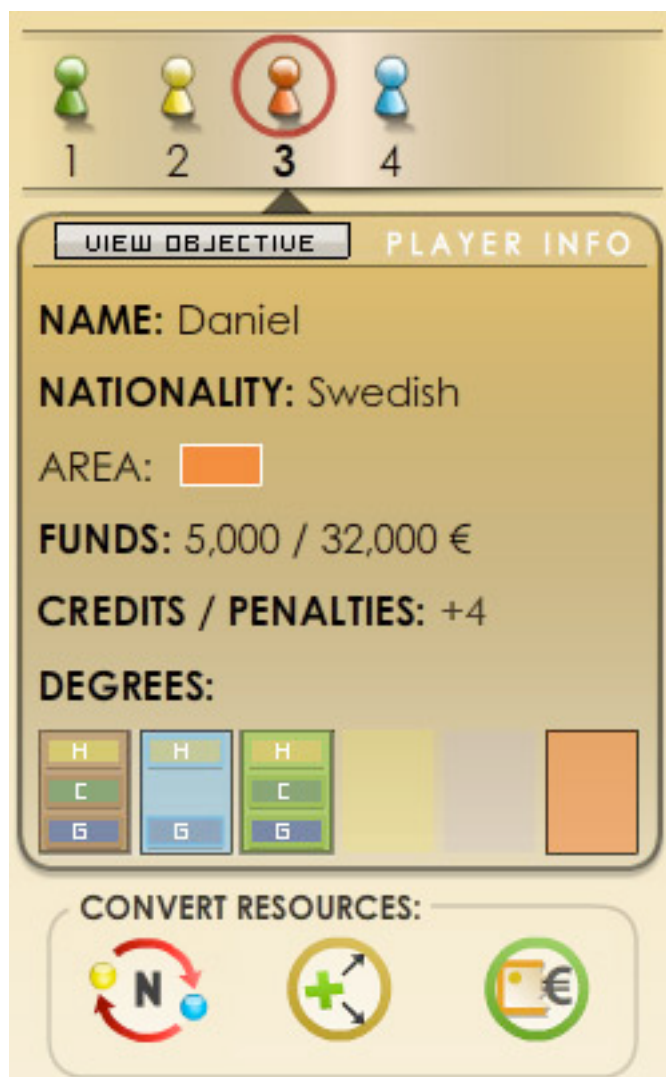 1 2 3 4
VIEW OBJECTIVE PLAYER INFO
NAME: Daniel
NATIONALITY: Swedish
AREA:
FUNDS: 5,000 / 32,000 €
CREDITS / PENALTIES: +4
DEGREES:
H H H
C C
G G G
CONVERT RESOURCES:
N €